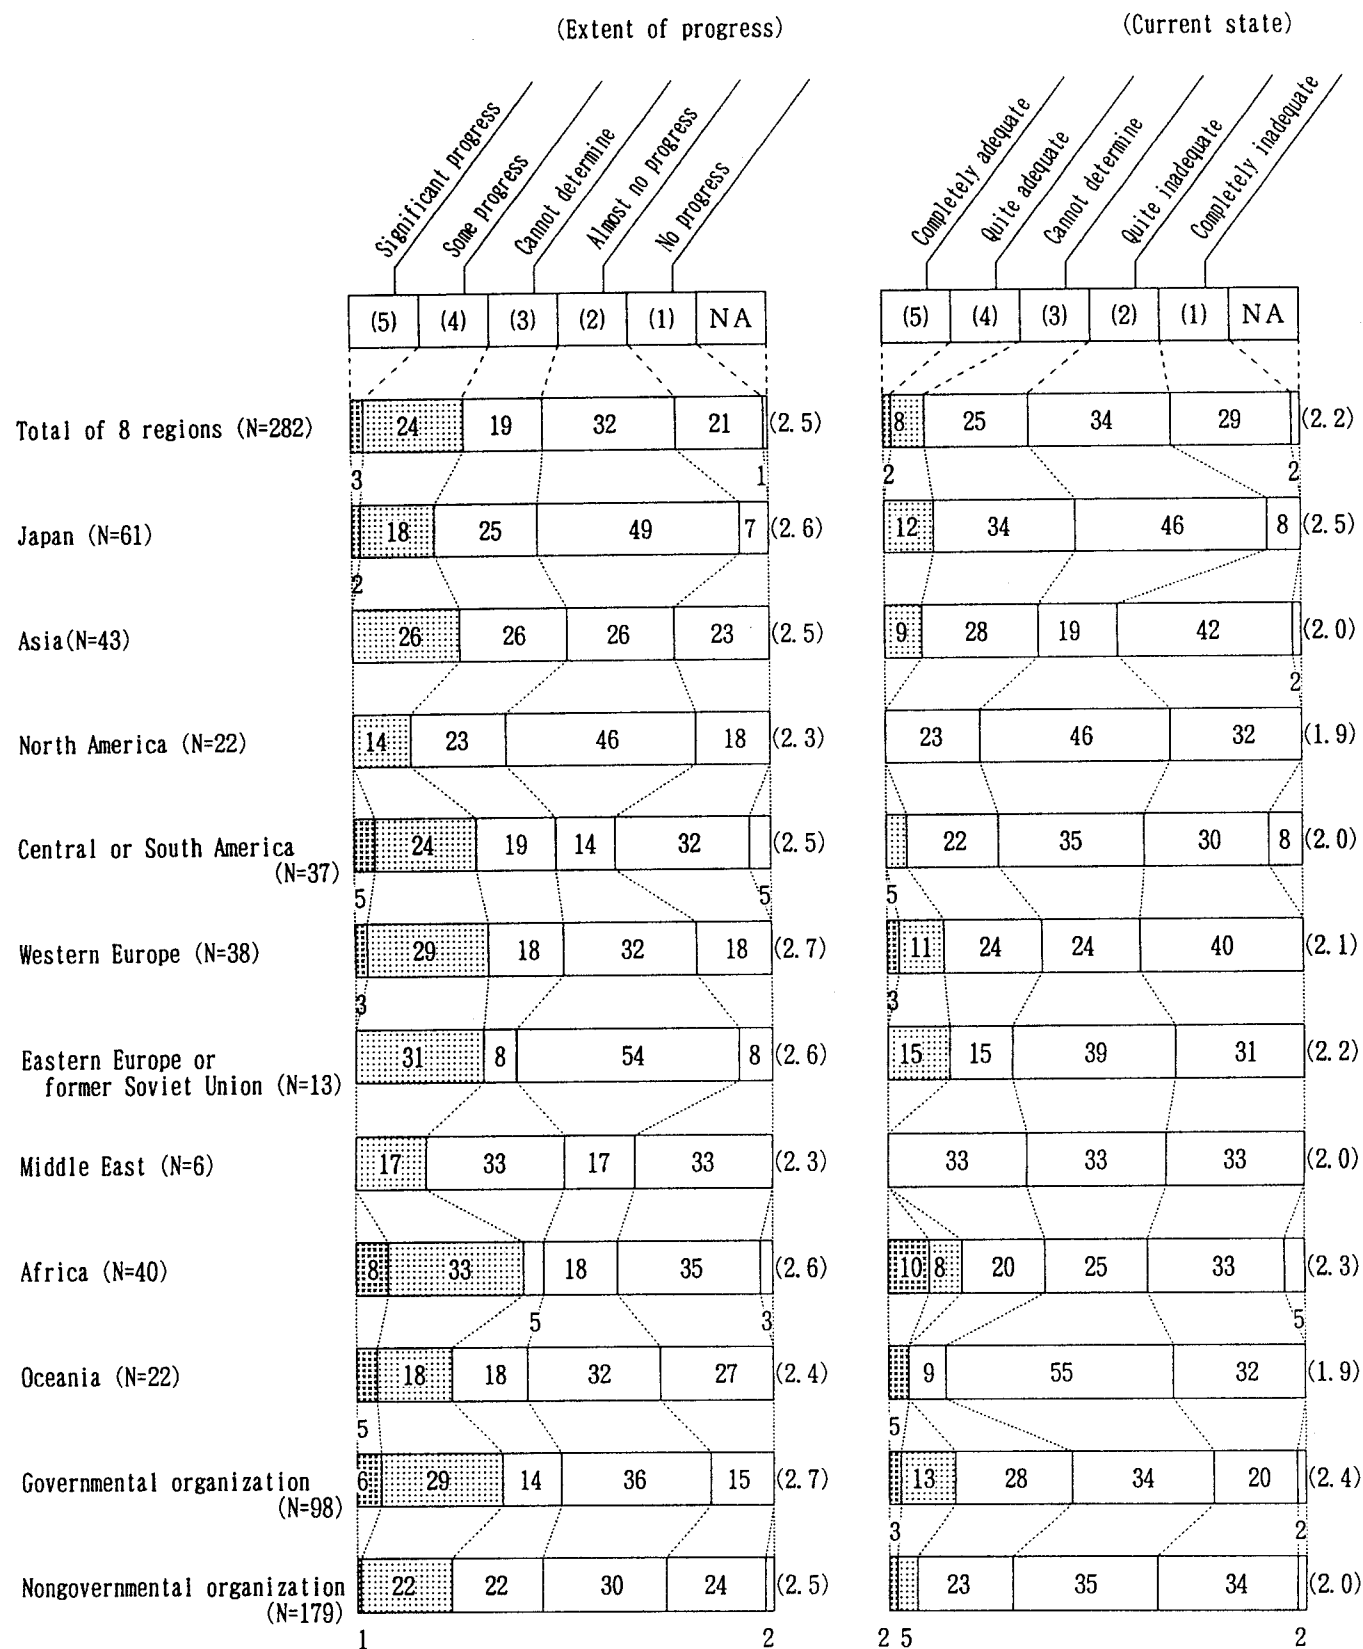 (Extent of progress) (Current state)
Significant progress Some progress Cannot determine Almost no progress No progress Completely adequate Quite adequate Cannot determine Quite inadequate Completely inadequate
(5) (4) (3) (2) (1) NA (5) (4) (3) (2) (1) NA
Total of 8 regions (N=282) 24 19 32 21 (2.5) 8 25 34 29 (2.2)
3 1 2 2
Japan (N=61) 18 25 49 7 (2.6) 12 34 46 8 (2.5)
2
Asia(N=43) 26 26 26 23 (2.5) 9 28 19 42 (2.0)
2
North America (N=22) 14 23 46 18 (2.3) 23 46 32 (1.9)
Central or South America 24 19 14 32 (2.5) 22 35 30 8 (2.0)
(N=37)
5 5 5
Western Europe (N=38) 29 18 32 18 (2.7) 11 24 24 40 (2.1)
3 3
Eastern Europe or 31 8 54 8 (2.6) 15 15 39 31 (2.2)
former Soviet Union (N=13)
Middle East (N=6) 17 33 17 33 (2.3) 33 33 33 (2.0)
Africa (N=40) 8 33 18 35 (2.6) 10 8 20 25 33 (2.3)
5 3 5
Oceania (N=22) 18 18 32 27 (2.4) 9 55 32 (1.9)
5 5
Governmental organization 6 29 14 36 15 (2.7) 13 28 34 20 (2.4)
(N=98)
3 2
Nongovernmental organization 22 22 30 24 (2.5) 23 35 34 (2.0)
(N=179)
1 2 2 5 2